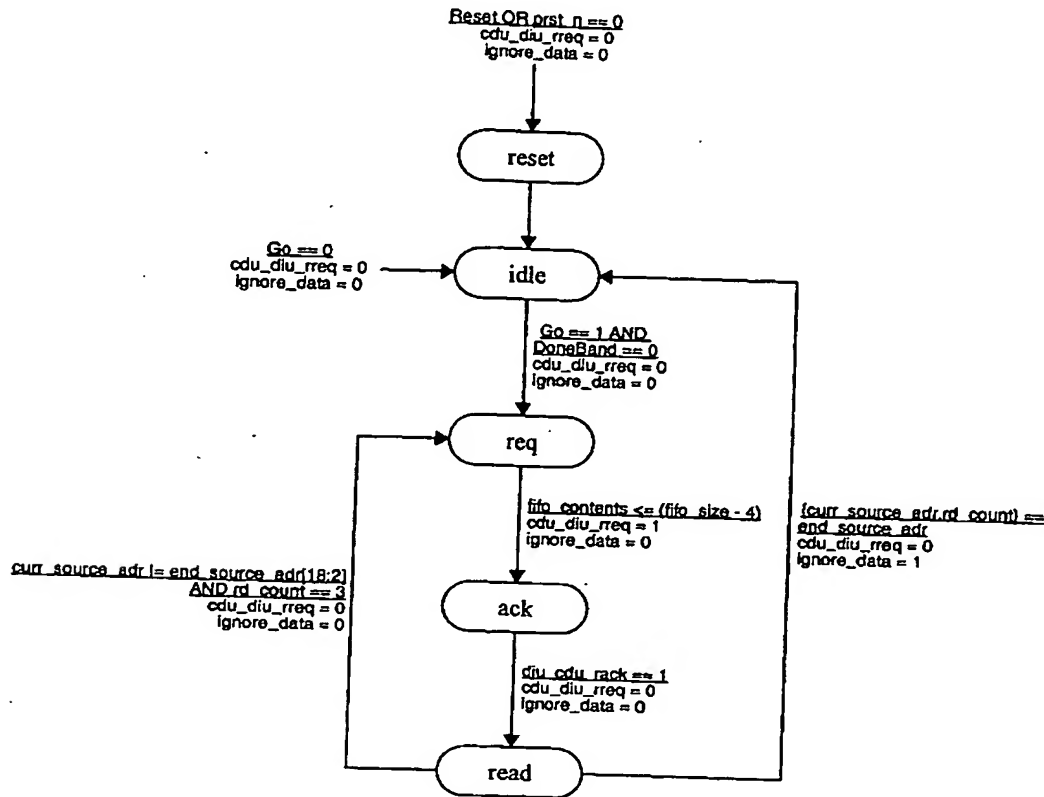 Reset OR prst_n == 0
cdu_diu_rreq = 0
ignore_data = 0
reset
Go == 0
cdu_diu_rreq = 0
ignore_data = 0
idle
Go == 1 AND
DoneBand == 0
cdu_diu_rreq = 0
ignore_data = 0
req
fifo_contents <= (fifo_size - 4)
cdu_diu_rreq = 1
ignore_data = 0
{curr_source_adr,rd_count} ==
end_source_adr
cdu_diu_rreq = 0
ignore_data = 1
curr_source_adr != end_source_adr[18:2]
AND rd_count == 3
cdu_diu_rreq = 0
ignore_data = 0
ack
diu_cdu_rack == 1
cdu_diu_rreq = 0
ignore_data = 0
read